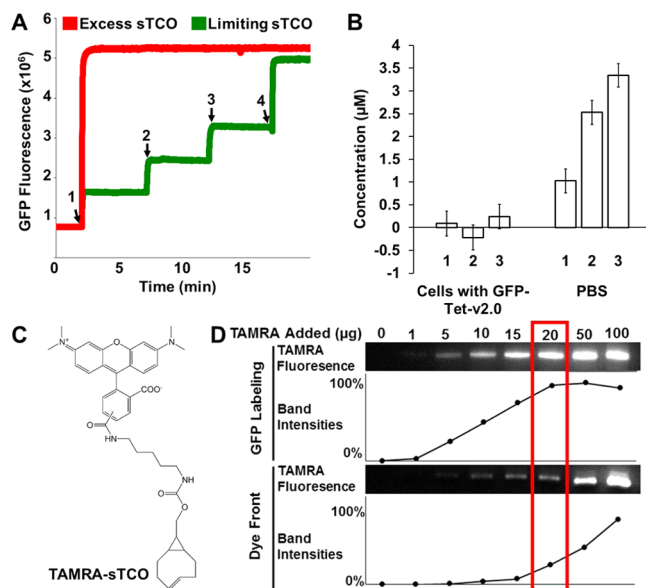 A
Excess sTCO Limiting sTCO
GFP Fluorescence (x10⁶)
6
5
4
3
2
1
1
2
3
4
0 5 10 15
Time (min)
B
Concentration (µM)
4
3.5
3
2.5
2
1.5
1
0.5
0
-0.5
-1
1 2 3 1 2 3
Cells with GFP-
Tet-v2.0
PBS
C
N⁺
O
N
COO⁻
O
HN
NH
O
O
TAMRA-sTCO
D
TAMRA Added (µg) 0 1 5 10 15 20 50 100
GFP Labeling
TAMRA
Fluoresence
100%
Band
Intensities
0%
Dye Front
TAMRA
Fluoresence
100%
Band
Intensities
0%